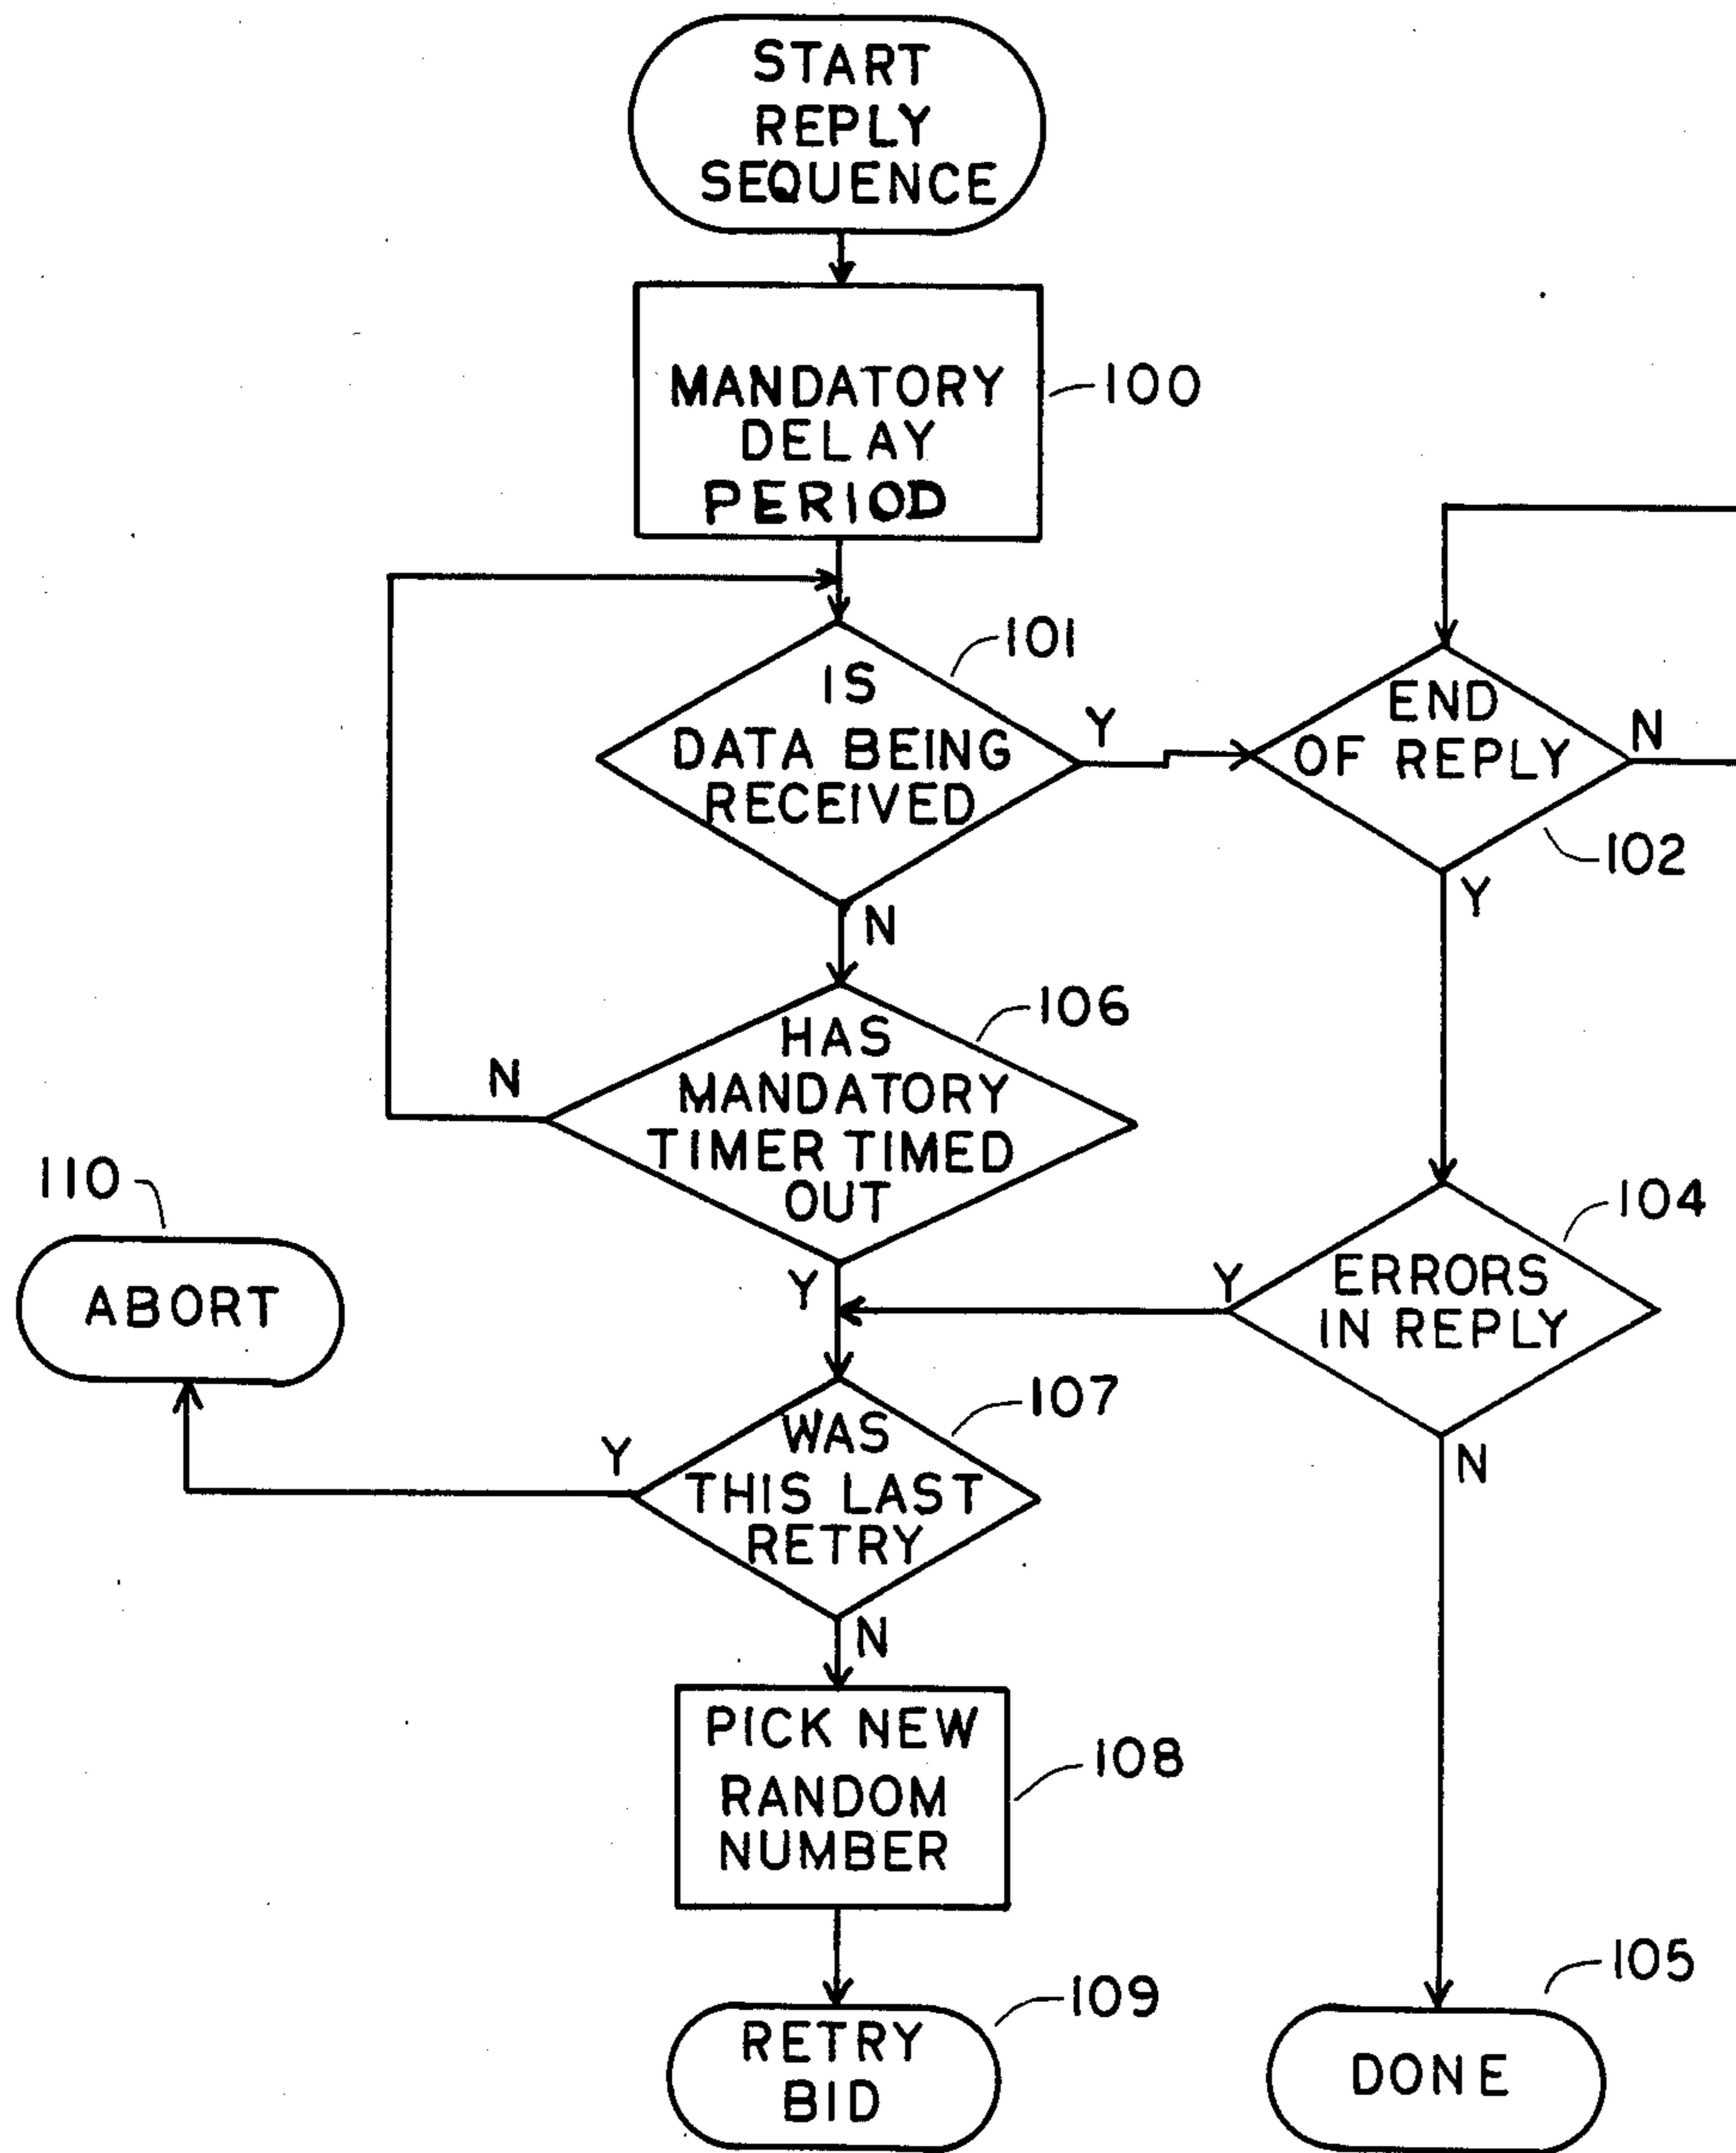 START
REPLY
SEQUENCE
MANDATORY
DELAY
PERIOD
100
101
IS
DATA BEING
RECEIVED
Y
N
END
OF REPLY
N
102
Y
106
HAS
MANDATORY
TIMER TIMED
OUT
N
Y
110
ABORT
104
ERRORS
IN REPLY
Y
N
107
WAS
THIS LAST
RETRY
Y
N
PICK NEW
RANDOM
NUMBER
108
109
RETRY
BID
105
DONE